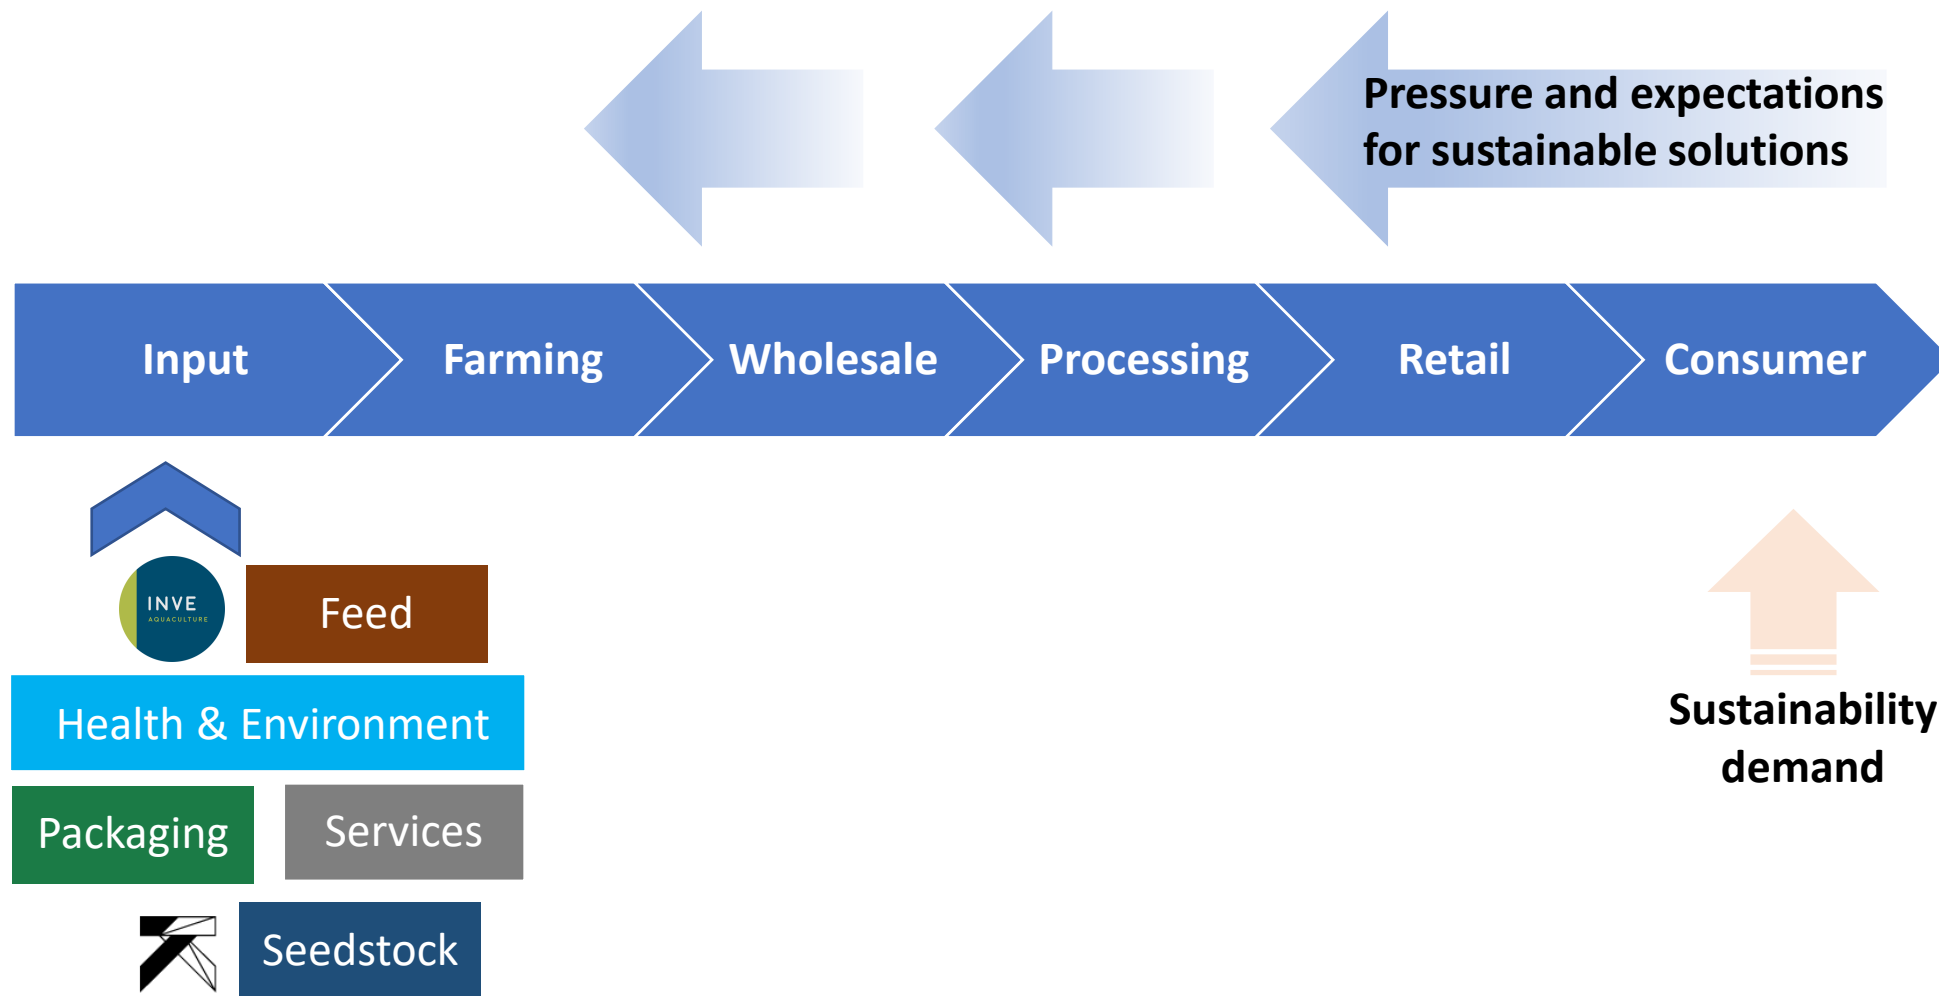 Pressure and expectations
for sustainable solutions
Input
Farming
Wholesale
Processing
Retail
Consumer
INVE
AQUACULTURE
Feed
Health & Environment
Packaging
Services
Seedstock
Sustainability
demand